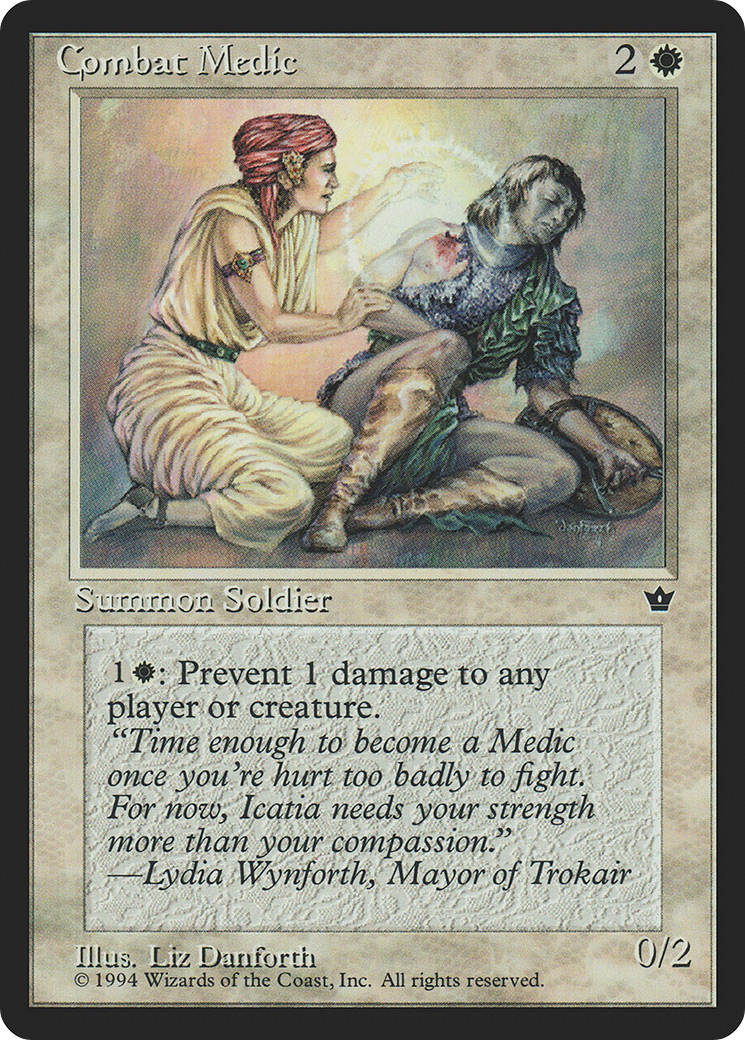 Combat Medic 2
Danforth
Summon Soldier
1 : Prevent 1 damage to any
player or creature.
“Time enough to become a Medic
once you're hurt too badly to fight.
For now, Icatia needs your strength
more than your compassion.”
—Lydia Wynforth, Mayor of Trokair
Illus. Liz Danforth 0/2
© 1994 Wizards of the Coast, Inc. All rights reserved.